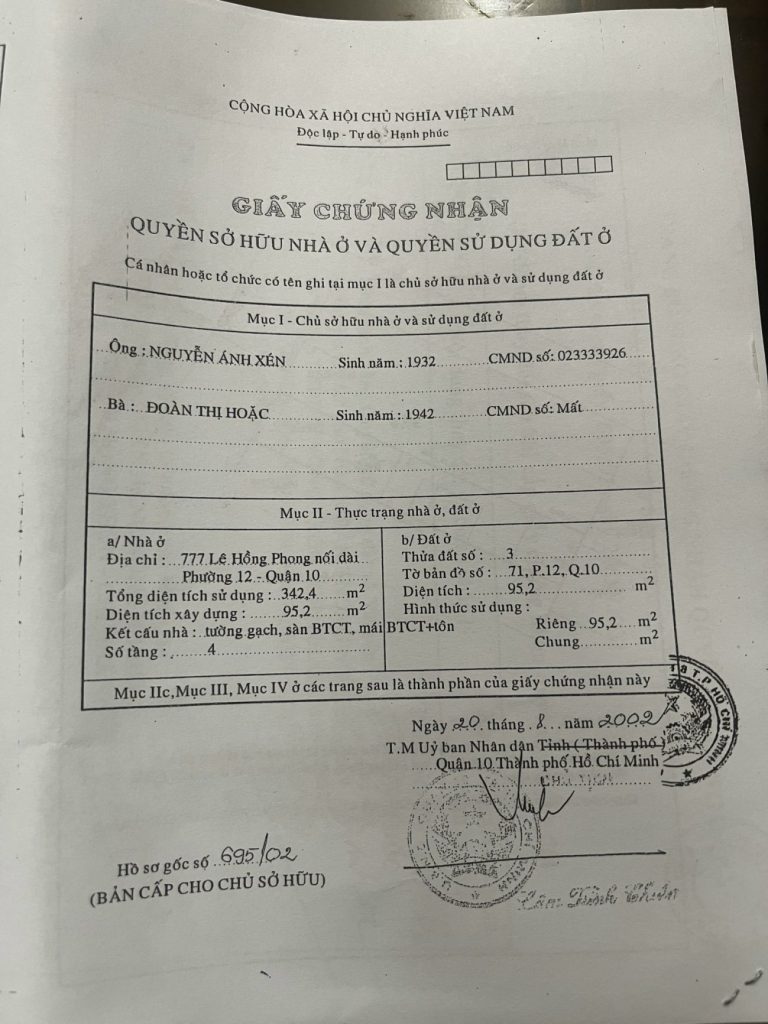 CỘNG HÒA XÃ HỘI CHỦ NGHĨA VIỆT NAM
Độc lập - Tự do - Hạnh phúc
GIẤY CHỨNG NHẬN
QUYỀN SỞ HỮU NHÀ Ở VÀ QUYỀN SỬ DỤNG ĐẤT Ở
Cá nhân hoặc tổ chức có tên ghi tại mục I là chủ sở hữu nhà ở và sử dụng đất ở
Mục I - Chủ sở hữu nhà ở và sử dụng đất ở
Ông : NGUYỄN ÁNH XÉN Sinh năm : 1932 CMND số: 023333926
Bà : ĐOÀN THỊ HOẶC Sinh năm : 1942 CMND số: Mất
Mục II - Thực trạng nhà ở, đất ở
a/ Nhà ở
Địa chỉ : 777 Lê Hồng Phong nối dài
Phường 12 - Quận 10
Tổng diện tích sử dụng : 342,4 m2
Diện tích xây dựng : 95,2 m2
Kết cấu nhà : tường gạch, sàn BTCT, mái BTCT+tôn
Số tầng : 4
b/ Đất ở
Thửa đất số : 3
Tờ bản đồ số : 71, P.12, Q.10
Diện tích : 95,2 m2
Hình thức sử dụng :
Riêng 95,2 m2
Chung m2
Mục IIc, Mục III, Mục IV ở các trang sau là thành phần của giấy chứng nhận này
Ngày 20 tháng 8 năm 2002
T.M Uỷ ban Nhân dân Tỉnh ( Thành phố )
Quận 10 Thành phố Hồ Chí Minh
CHỦ TỊCH
T.P HỒ CHÍ MINH
Hồ sơ gốc số 695/02
(BẢN CẤP CHO CHỦ SỞ HỮU)